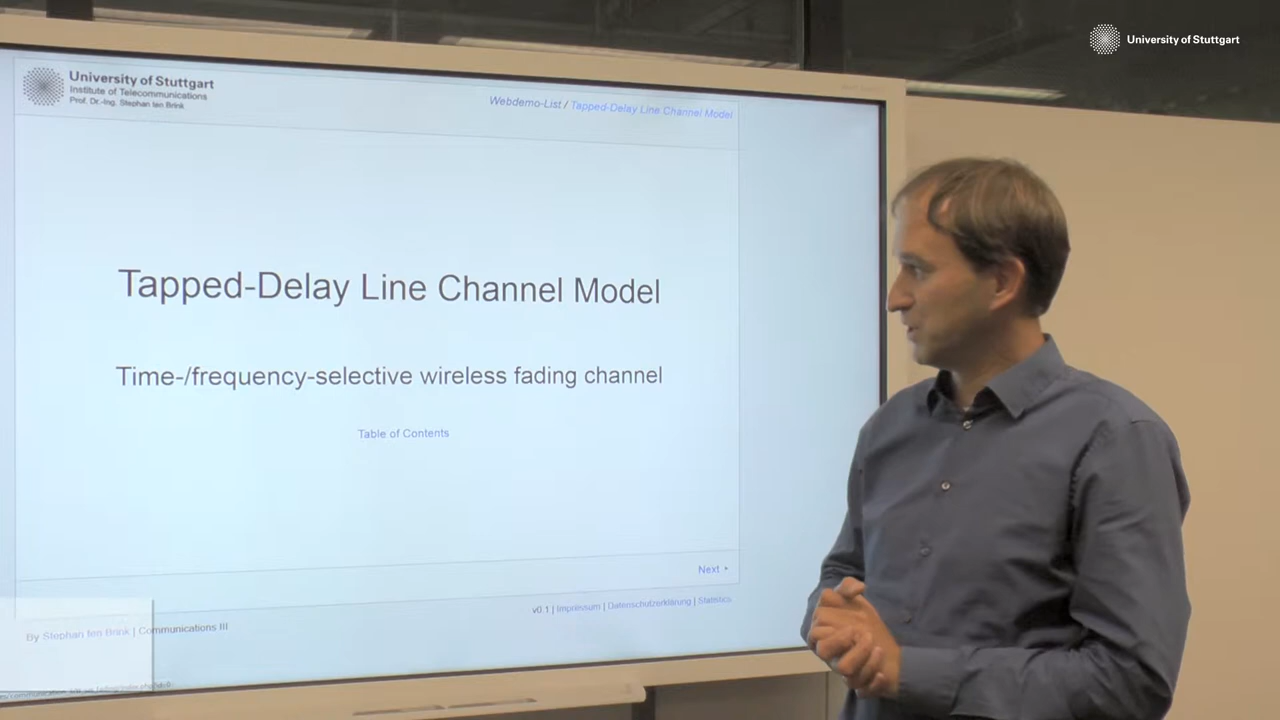 University of Stuttgart
University of Stuttgart
Institute of Telecommunications
Prof. Dr.-Ing. Stephan ten Brink
Webdemo-List / Tapped-Delay Line Channel Model
Tapped-Delay Line Channel Model
Time-/frequency-selective wireless fading channel
Table of Contents
Next
v0.1 | Impressum | Datenschutzerklärung | Statistics
By Stephan ten Brink | Communications III